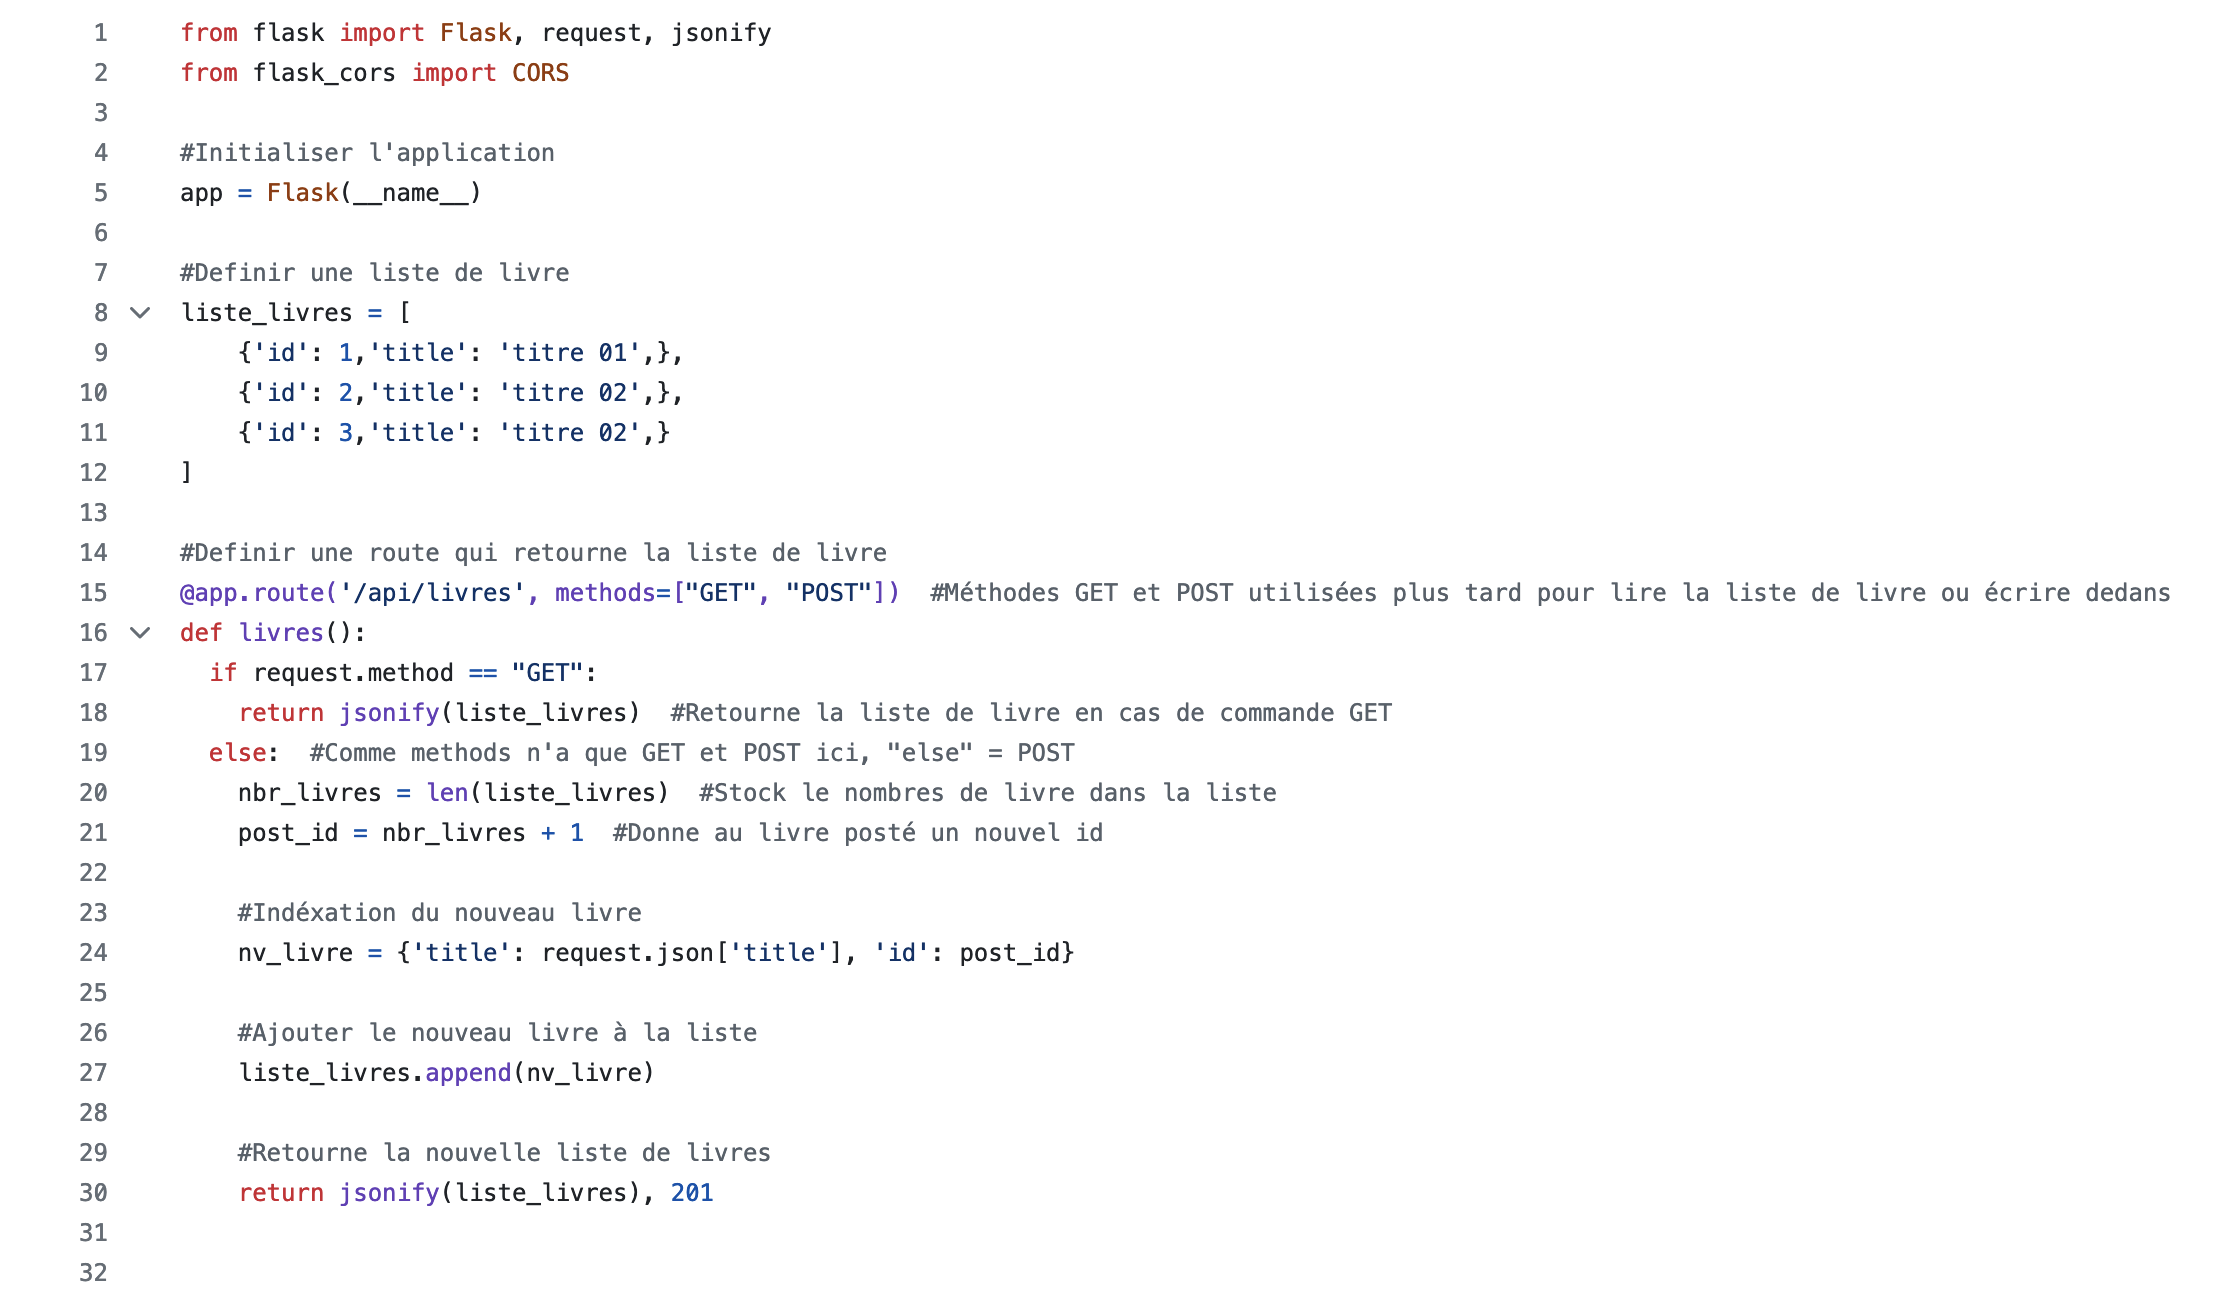 1 from flask import Flask, request, jsonify
2 from flask_cors import CORS
3
4 #Initialiser l'application
5 app = Flask(__name__)
6
7 #Definir une liste de livre
8 liste_livres = [
9     {'id': 1,'title': 'titre 01',},
10     {'id': 2,'title': 'titre 02',},
11     {'id': 3,'title': 'titre 02',}
12 ]
13
14 #Definir une route qui retourne la liste de livre
15 @app.route('/api/livres', methods=["GET", "POST"])  #Méthodes GET et POST utilisées plus tard pour lire la liste de livre ou écrire dedans
16 def livres():
17   if request.method == "GET":
18     return jsonify(liste_livres)  #Retourne la liste de livre en cas de commande GET
19   else:  #Comme methods n'a que GET et POST ici, "else" = POST
20     nbr_livres = len(liste_livres)  #Stock le nombres de livre dans la liste
21     post_id = nbr_livres + 1  #Donne au livre posté un nouvel id
22
23     #Indéxation du nouveau livre
24     nv_livre = {'title': request.json['title'], 'id': post_id}
25
26     #Ajouter le nouveau livre à la liste
27     liste_livres.append(nv_livre)
28
29     #Retourne la nouvelle liste de livres
30     return jsonify(liste_livres), 201
31
32